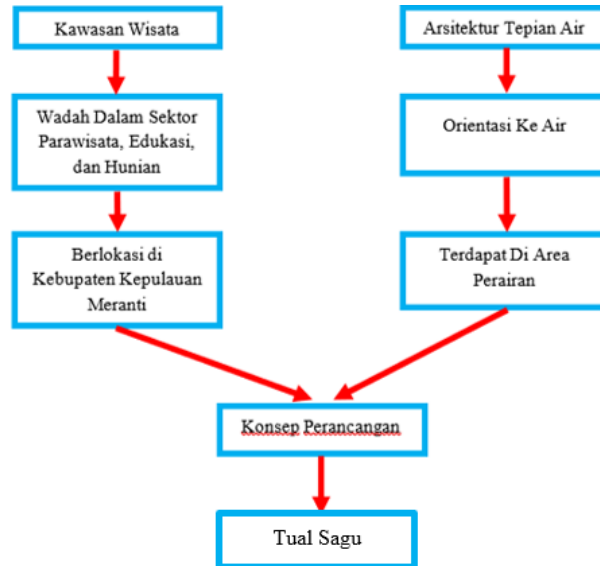 Kawasan Wisata
Arsitektur Tepian Air
Wadah Dalam Sektor
Parawisata, Edukasi,
dan Hunian
Orientasi Ke Air
Berlokasi di
Kebupaten Kepulauan
Meranti
Terdapat Di Area
Perairan
Konsep Perancangan
Tual Sagu